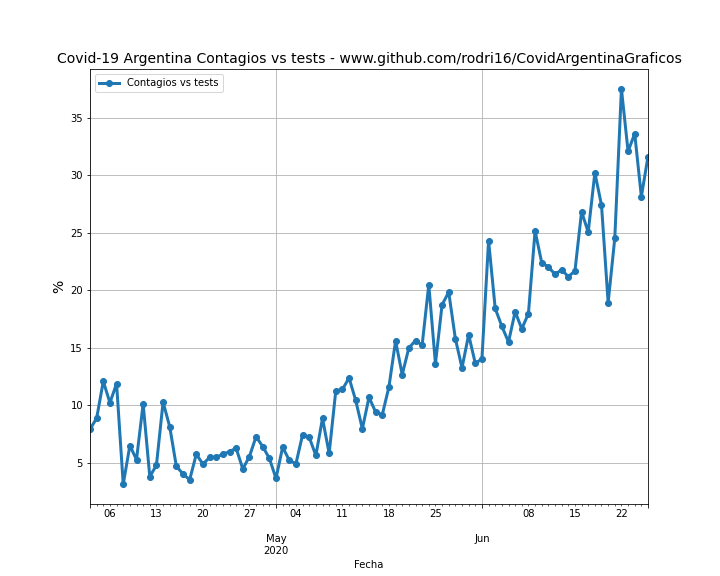 Covid-19 Argentina Contagios vs tests - www.github.com/rodri16/CovidArgentinaGraficos
Contagios vs tests
35
30
25
20
15
10
5
%
06 13 20 27 04 11 18 25 08 15 22
May Jun
2020
Fecha